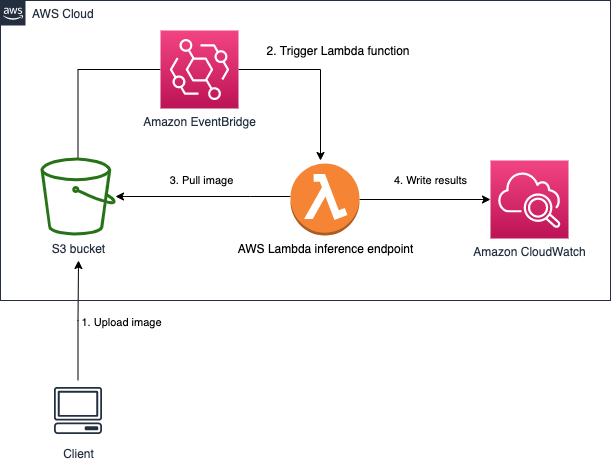 aws
AWS Cloud
2. Trigger Lambda function
Amazon EventBridge
3. Pull image
4. Write results
S3 bucket
AWS Lambda inference endpoint
Amazon CloudWatch
1. Upload image
Client